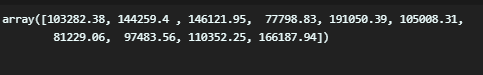 array([103282.38, 144259.4 , 146121.95,  77798.83, 191050.39, 105008.31,
        81229.06,  97483.56, 110352.25, 166187.94])